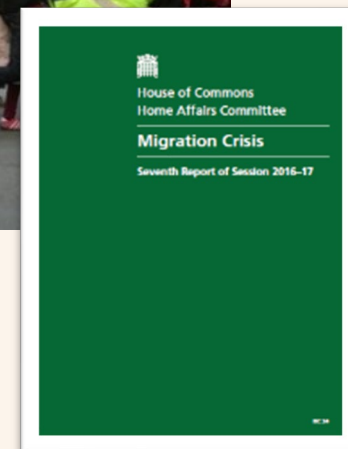 House of Commons
Home Affairs Committee
Migration Crisis
Seventh Report of Session 2016–17